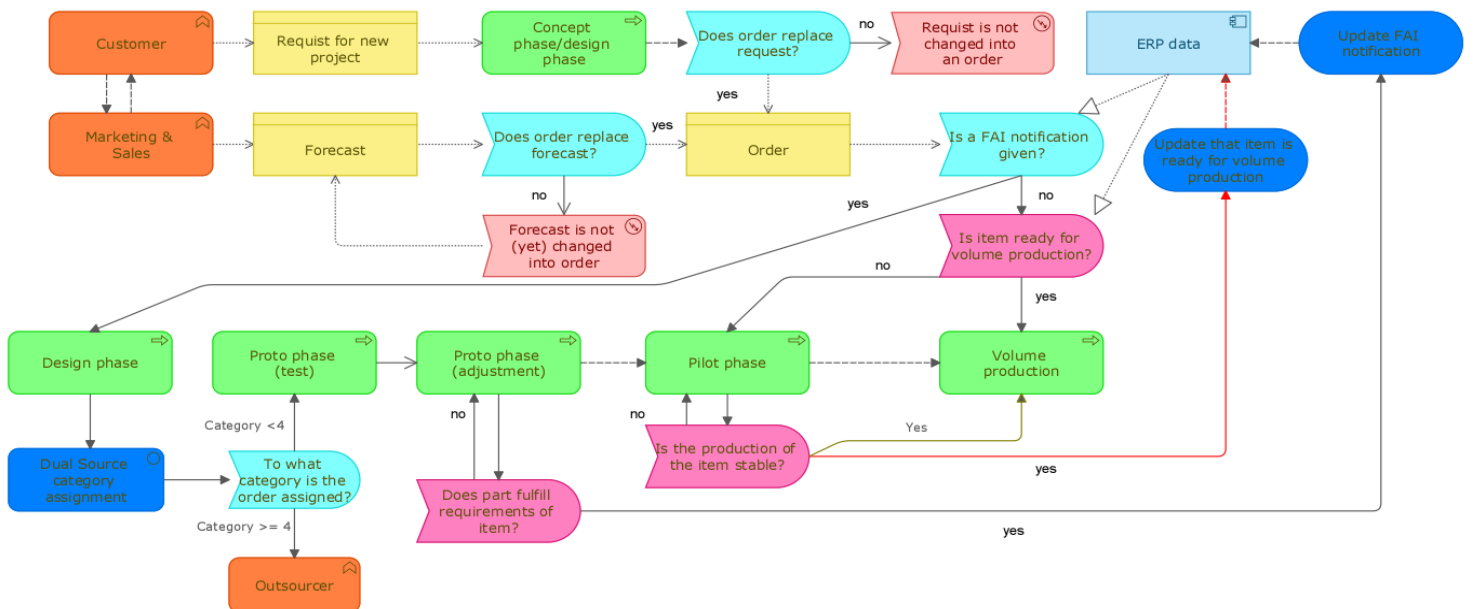 Customer
Requist for new
project
Concept
phase/design
phase
Does order replace
request?
no
Requist is not
changed into
an order
ERP data
Update FAI
notification
yes
Marketing &
Sales
Forecast
Does order replace
forecast?
yes
Order
Is a FAI notification
given?
Update that item is
ready for volume
production
no
Forecast is not
(yet) changed
into order
yes
no
Is item ready for
volume production?
no
yes
Design phase
Proto phase
(test)
Proto phase
(adjustment)
Pilot phase
Volume
production
Category <4
no
no
Yes
Dual Source
category
assignment
To what
category is the
order assigned?
Is the production of
the item stable?
yes
Does part fulfill
requirements of
item?
yes
Category >= 4
Outsourcer